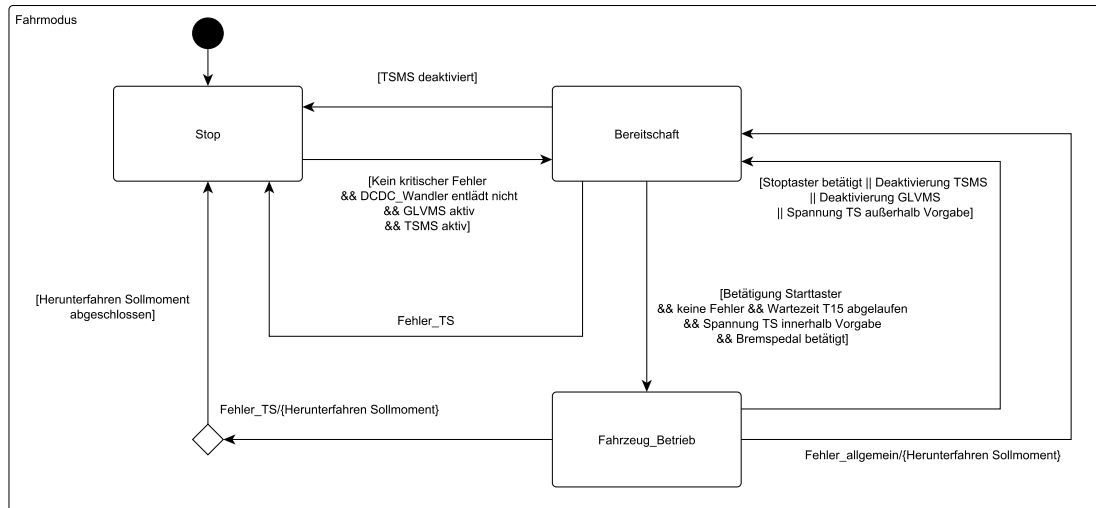 Fahrmodus
[TSMS deaktiviert]
Stop
Bereitschaft
[Kein kritischer Fehler
&& DCDC_Wandler entlädt nicht
&& GLVMS aktiv
&& TSMS aktiv]
[Stoptaster betätigt || Deaktivierung TSMS
|| Deaktivierung GLVMS
|| Spannung TS außerhalb Vorgabe]
[Herunterfahren Sollmoment
abgeschlossen]
Fehler_TS
[Betätigung Starttaster
&& keine Fehler && Wartezeit T15 abgelaufen
&& Spannung TS innerhalb Vorgabe
&& Bremspedal betätigt]
Fehler_TS/{Herunterfahren Sollmoment}
Fahrzeug_Betrieb
Fehler_allgemein/{Herunterfahren Sollmoment}